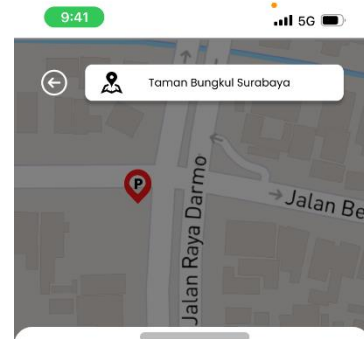 9:41
5G
Taman Bungkul Surabaya
P
Jalan Raya Darmo
Jalan Be